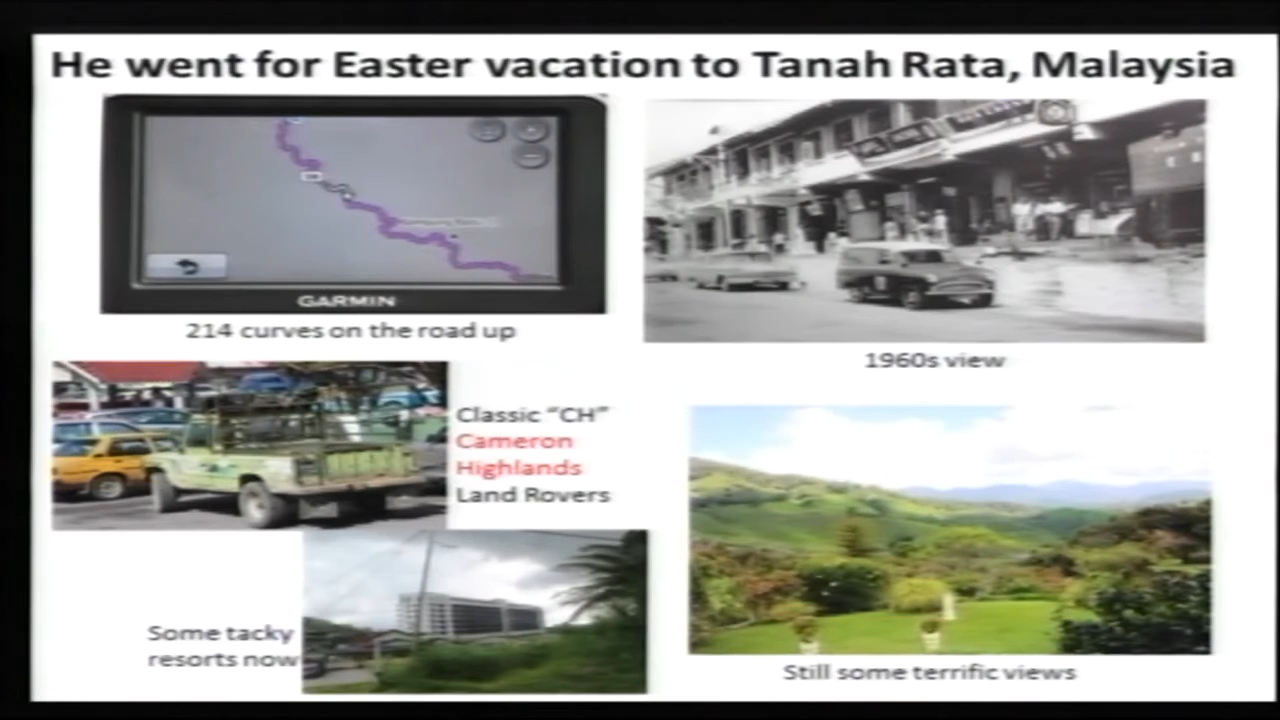 He went for Easter vacation to Tanah Rata, Malaysia
GARMIN
214 curves on the road up
1960s view
Classic “CH”
Cameron
Highlands
Land Rovers
Some tacky
resorts now
Still some terrific views